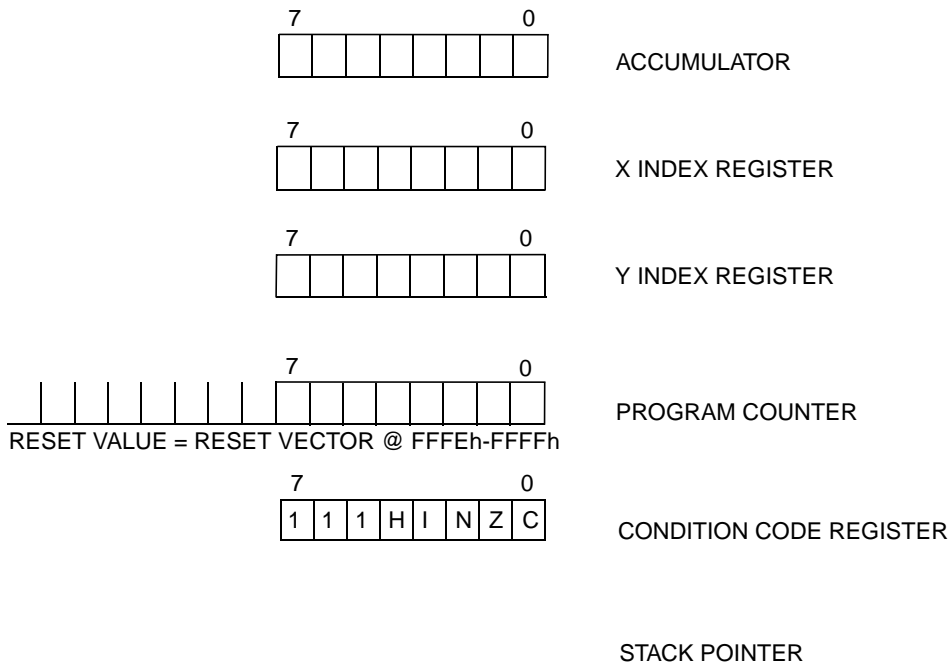 7 0
ACCUMULATOR
7 0
X INDEX REGISTER
7 0
Y INDEX REGISTER
7 0
PROGRAM COUNTER
RESET VALUE = RESET VECTOR @ FFFEh-FFFFh
7 0
1 1 1 H I N Z C
CONDITION CODE REGISTER
STACK POINTER